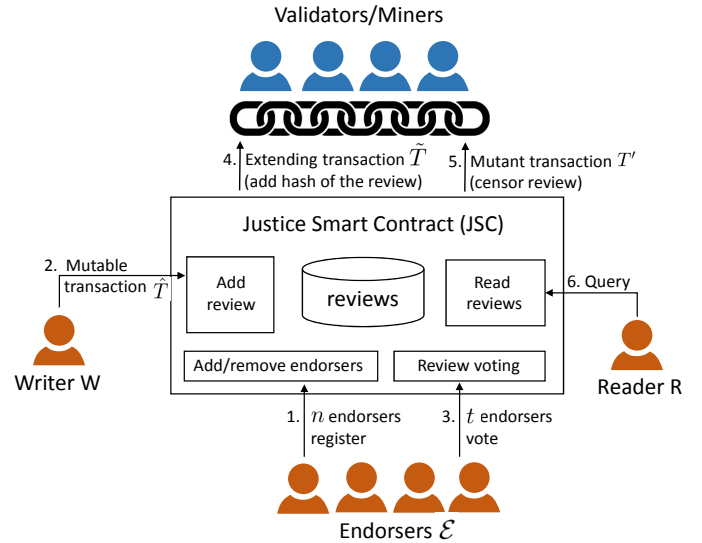 Validators/Miners
4. Extending transaction T̃
(add hash of the review)
5. Mutant transaction T′
(censor review)
Justice Smart Contract (JSC)
2. Mutable
transaction T̂
Add
review
reviews
Read
reviews
6. Query
Writer W
Add/remove endorsers
Review voting
Reader R
1. n endorsers
register
3. t endorsers
vote
Endorsers ℰ